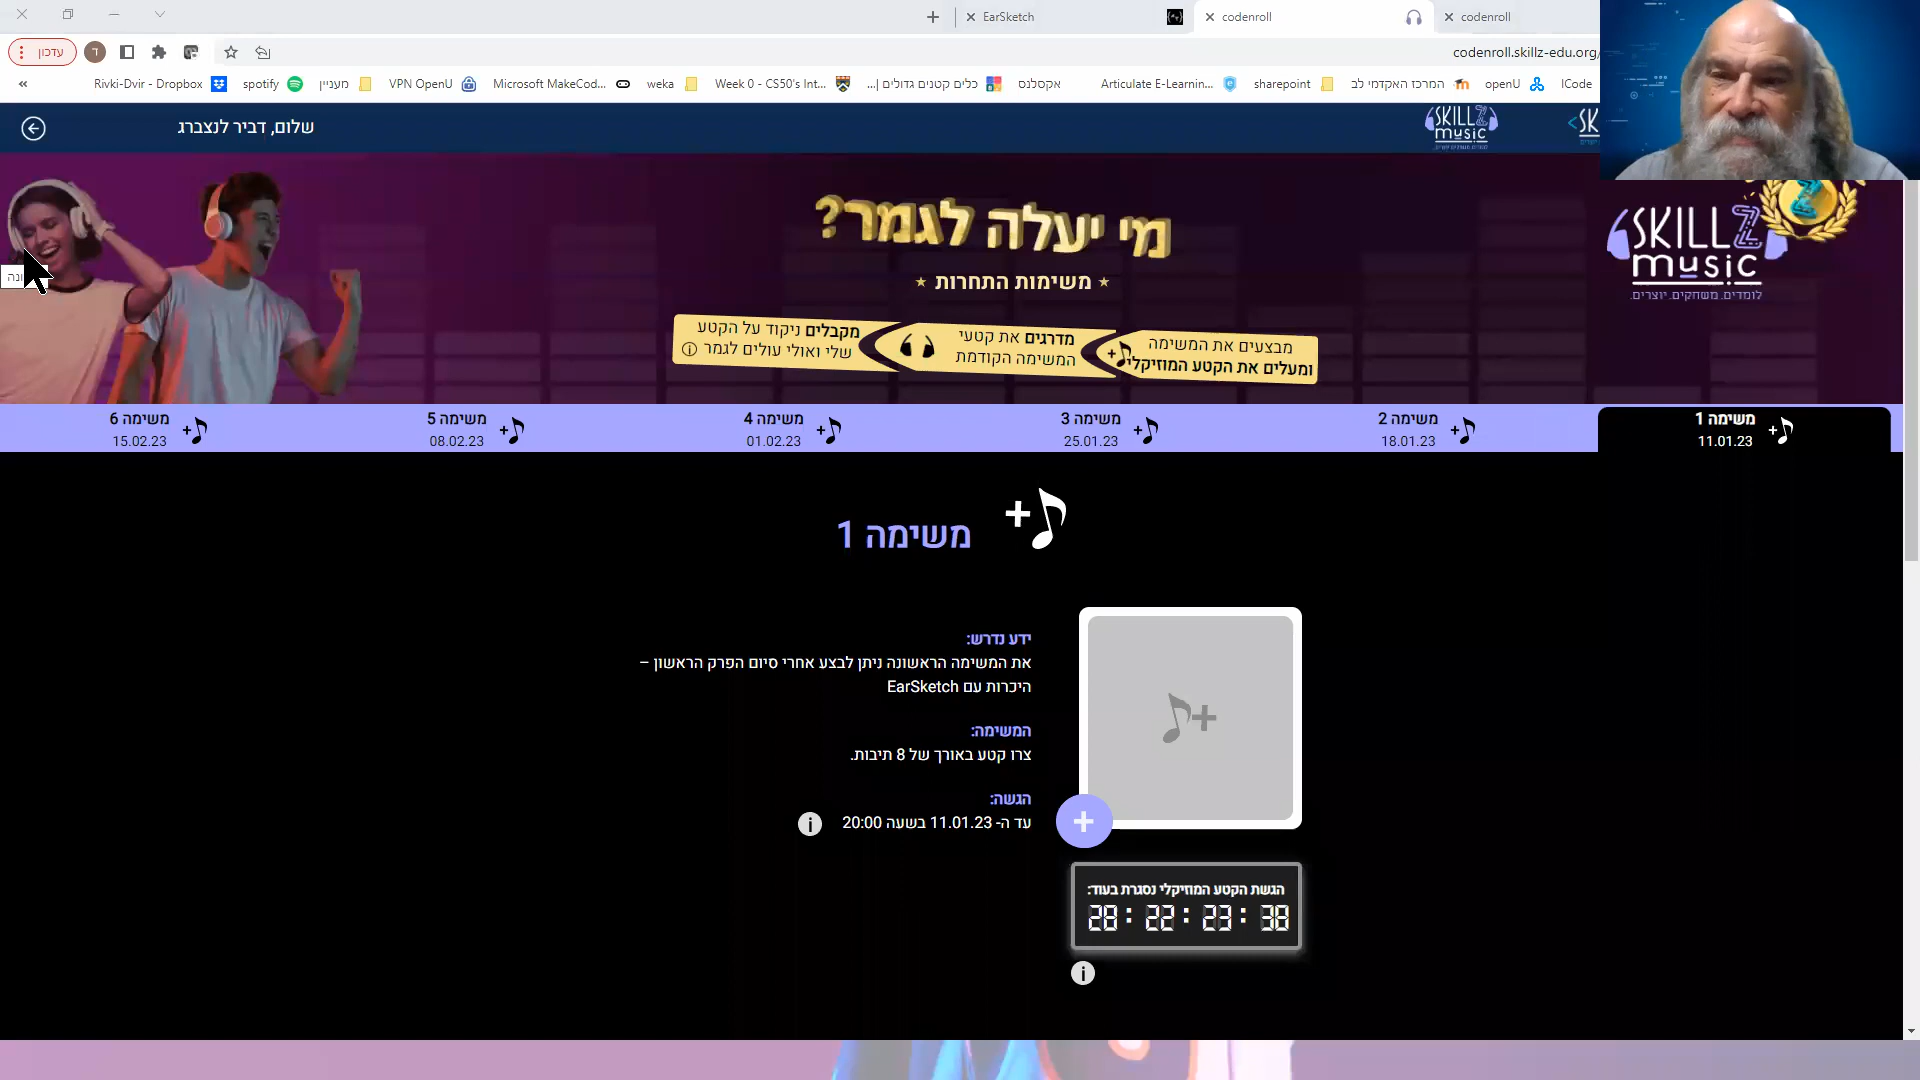 EarSketch
codenroll
codenroll
עדכון
ד
codenroll.skillz-edu.org/
Rivki-Dvir - Dropbox
spotify
מעניין
VPN OpenU
Microsoft MakeCod...
weka
Week 0 - CS50's Int...
כלים קטנים גדולים |...
אקסלנס
Articulate E-Learnin...
sharepoint
המרכז האקדמי לב
openU
ICode
שלום, דביר לנצברג
SKILLZ
music
<SK
מי יעלה לגמר?
משימות התחרות
מבצעים את המשימה
ומעלים את הקטע המוזיקלי
מדרגים את קטעי
המשימה הקודמת
מקבלים ניקוד על הקטע
שלי ואולי עולים לגמר
SKILLZ
music
לומדים. משחקים. יוצרים.
משימה 1
11.01.23
משימה 2
18.01.23
משימה 3
25.01.23
משימה 4
01.02.23
משימה 5
08.02.23
משימה 6
15.02.23
משימה 1
ידע נדרש:
את המשימה הראשונה ניתן לבצע אחרי סיום הפרק הראשון –
היכרות עם EarSketch
המשימה:
צרו קטע באורך של 8 תיבות.
הגשה:
עד ה- 11.01.23 בשעה 20:00
הגשת הקטע המוזיקלי נסגרת בעוד:
28 : 22 : 23 : 38